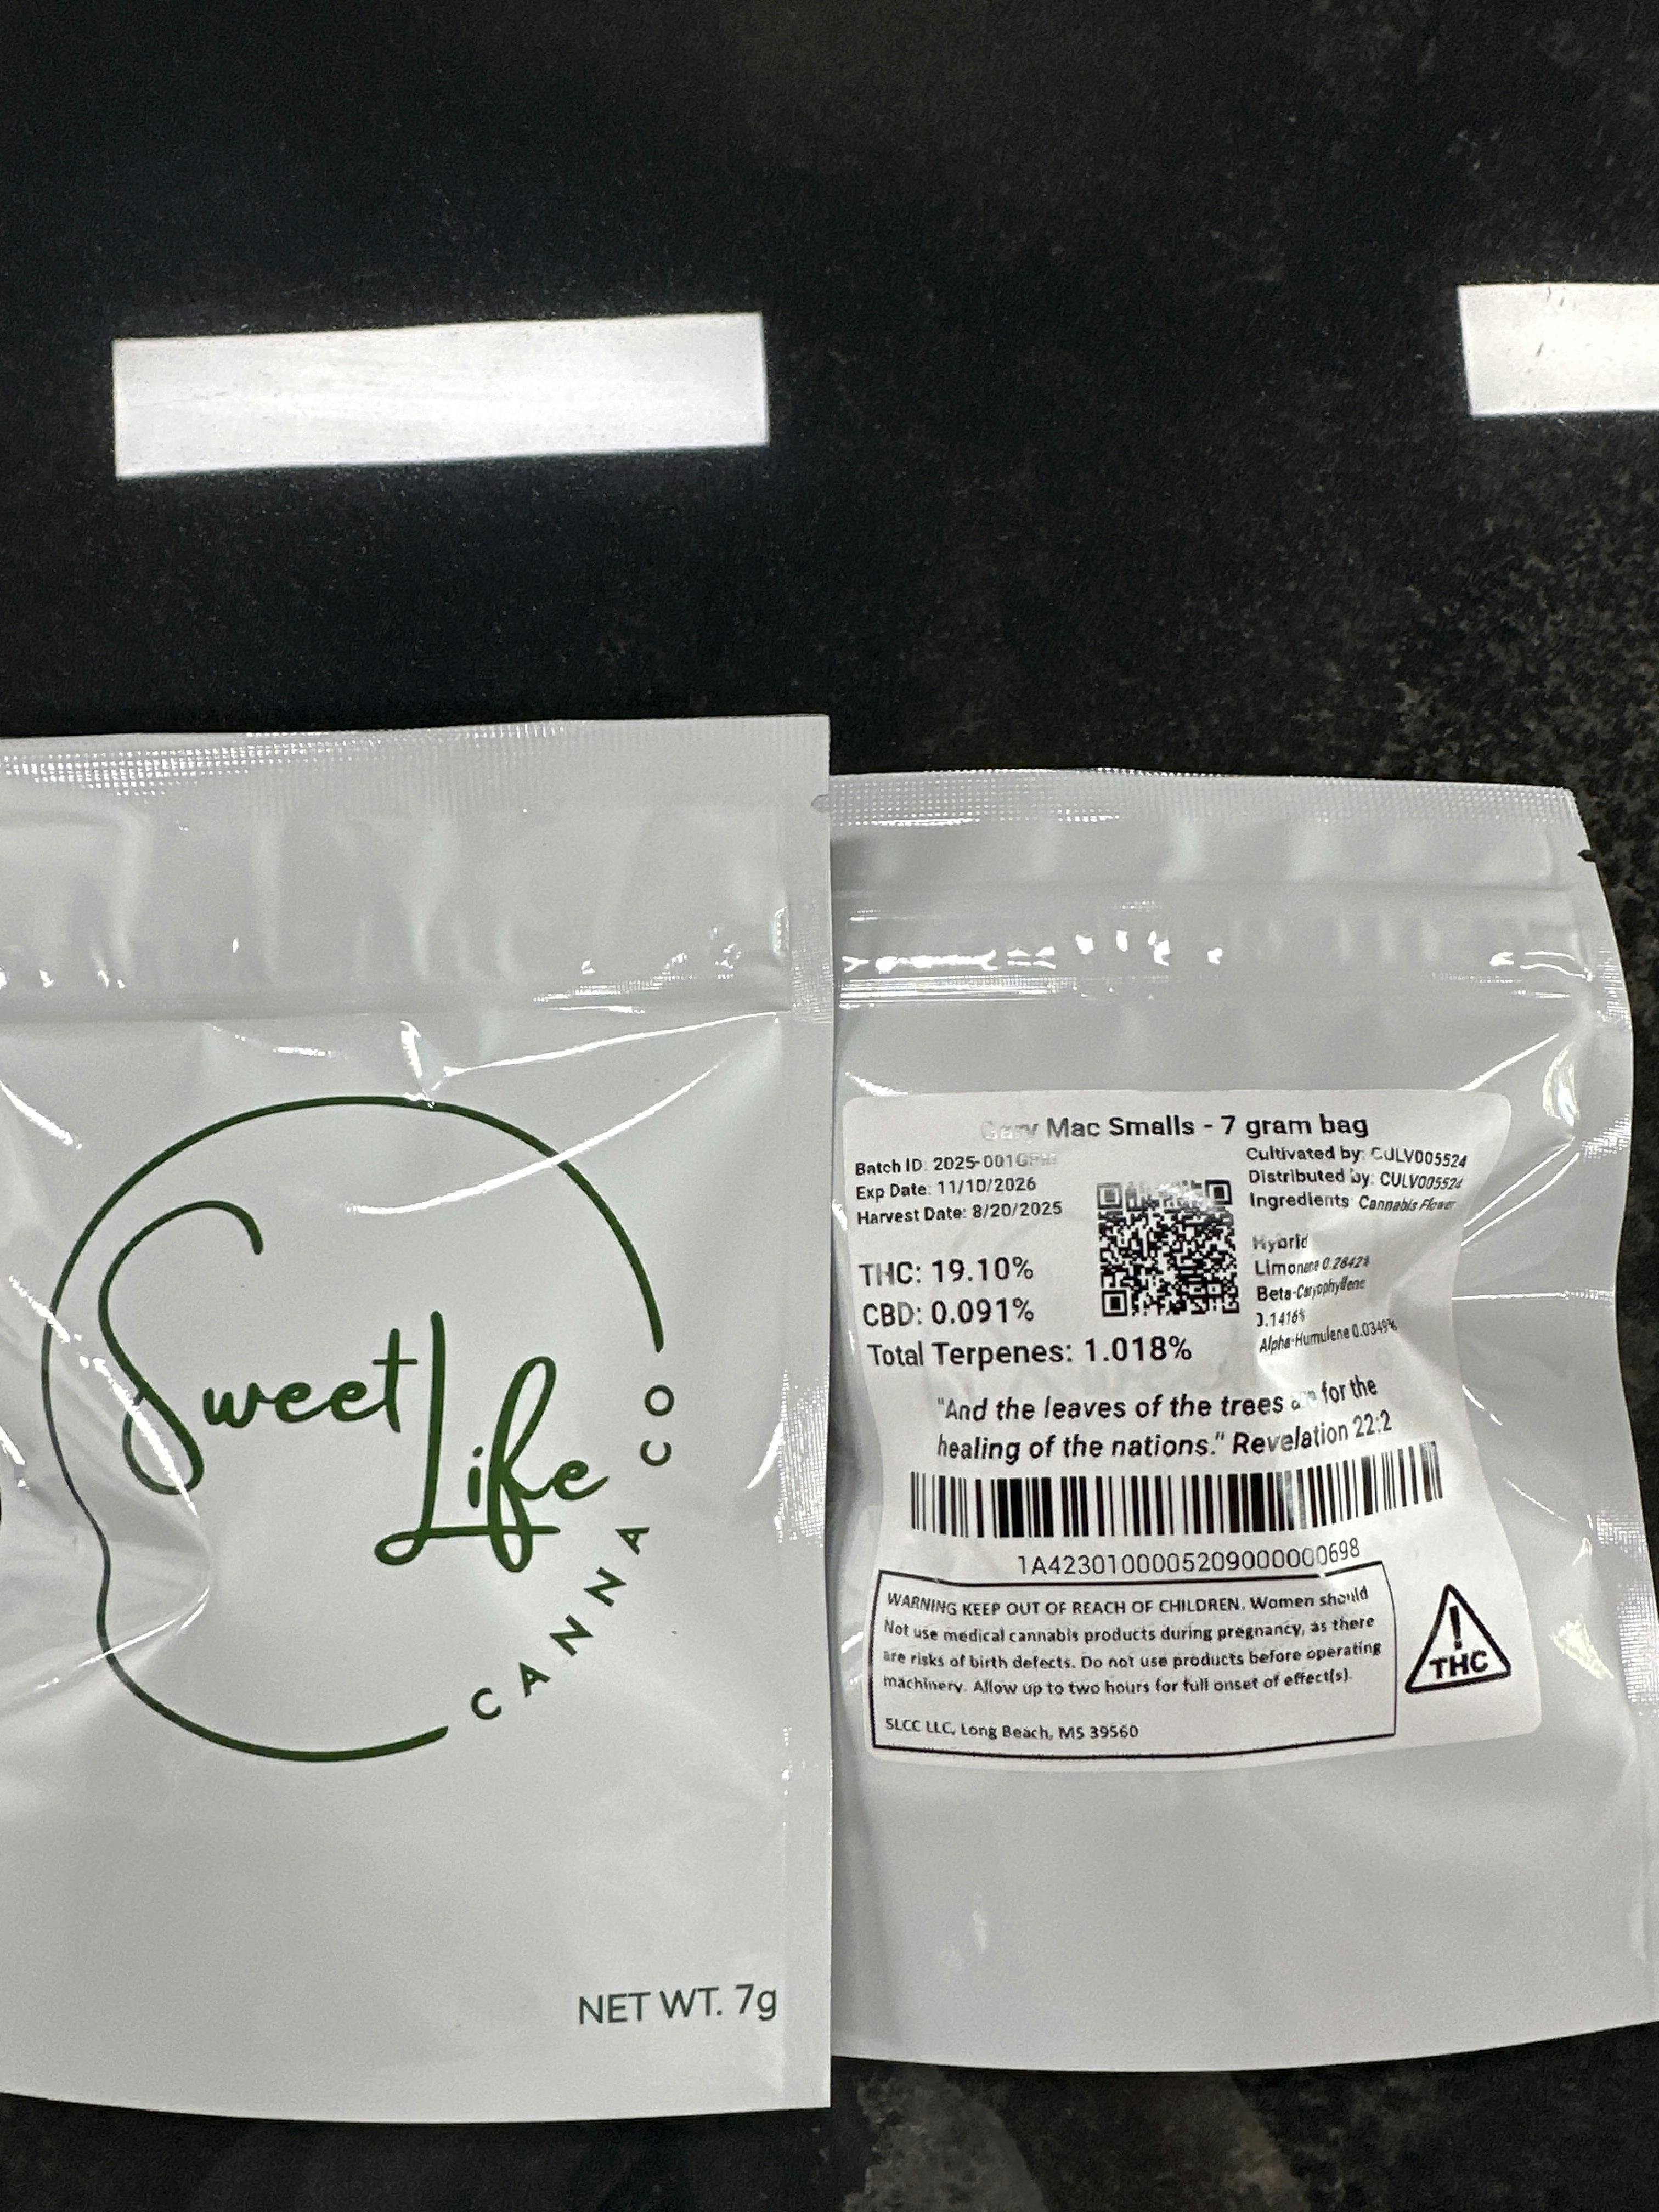 Sweet
Life
CANNA CO
NET WT. 7g
Gary Mac Smalls - 7 gram bag
Batch ID: 2025-001
Exp Date: 11/10/2026
Harvest Date: 8/20/2025
THC: 19.10%
CBD: 0.091%
Total Terpenes: 1.018%
Cultivated by: CULV005524
Distributed by: CULV005524
Ingredients Cannabis Flower
Hybrid
Limonene 0.2842%
Beta-Caryophyllene
0.1416%
Alpha-Humulene 0.0349%
"And the leaves of the trees are for the
healing of the nations." Revelation 22:2
1A4230100005209000000698
WARNING KEEP OUT OF REACH OF CHILDREN. Women should
Not use medical cannabis products during pregnancy, as there
are risks of birth defects. Do not use products before operating
machinery. Allow up to two hours for full onset of effect(s).
SLCC LLC, Long Beach, MS 39560
!
THC